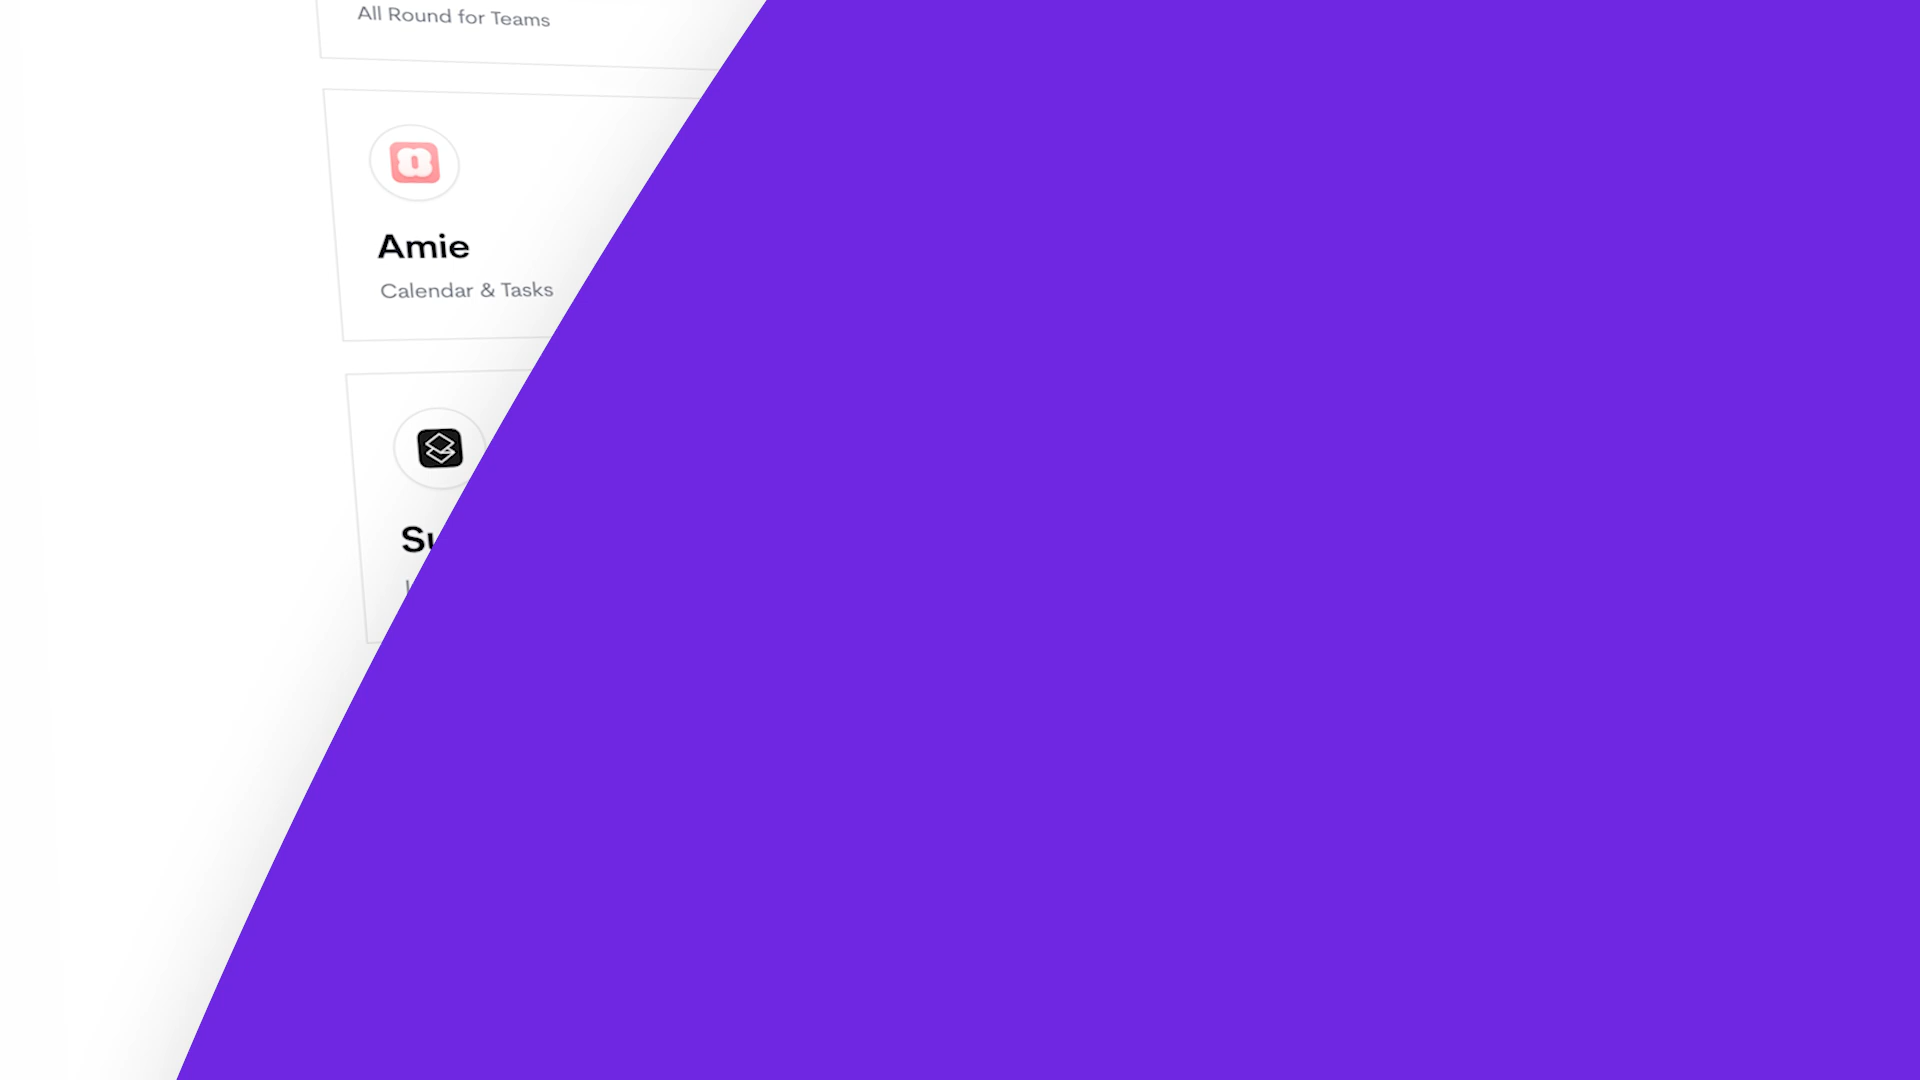 All Round for Teams
Amie
Calendar & Tasks